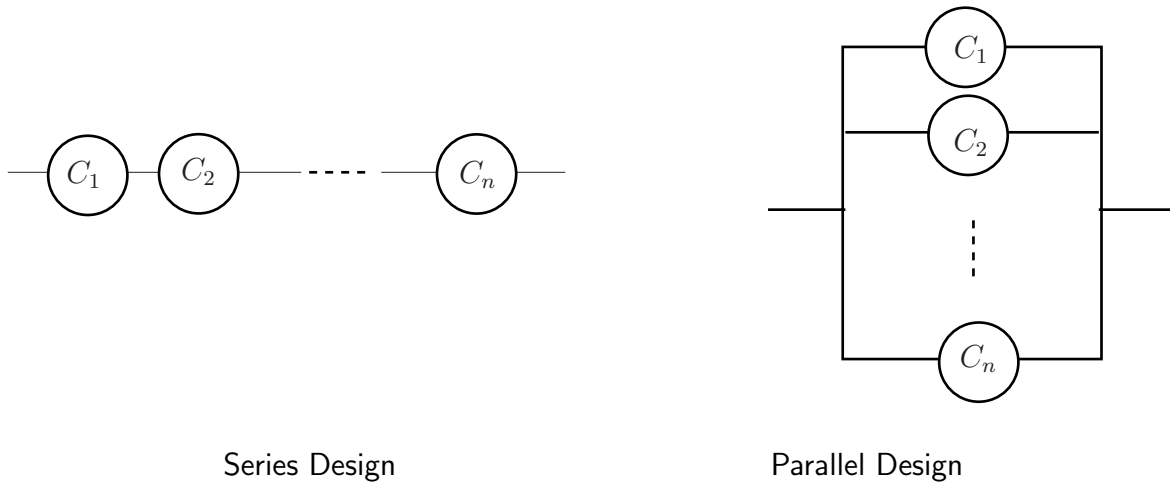 C₁ C₂ Cₙ
C₁
C₂
Cₙ
Series Design
Parallel Design